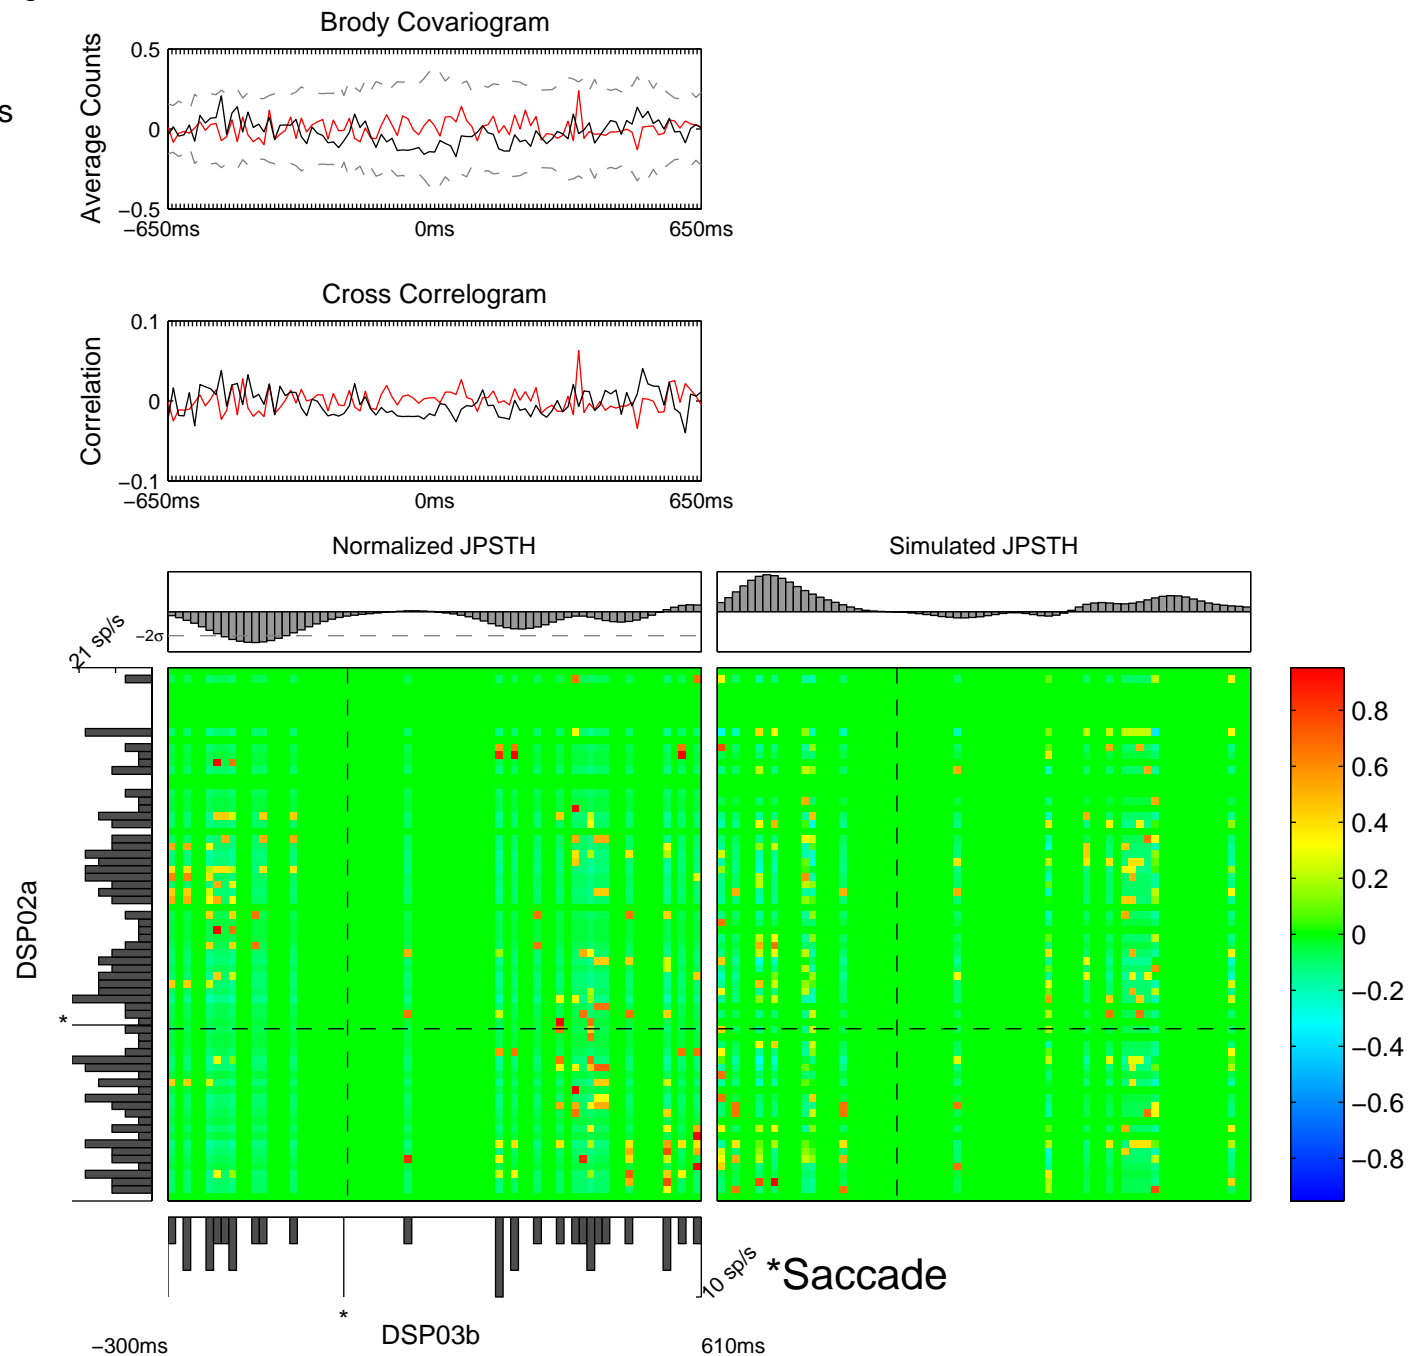 Brody Covariogram
Average Counts
0.5
0
−0.5
−650ms
0ms
650ms
s
Cross Correlogram
Correlation
0.1
0
−0.1
−650ms
0ms
650ms
Normalized JPSTH
Simulated JPSTH
−2σ
21 sp/s
DSP02a
*
0.8
0.6
0.4
0.2
0
−0.2
−0.4
−0.6
−0.8
10 sp/s
*Saccade
*
DSP03b
−300ms
610ms